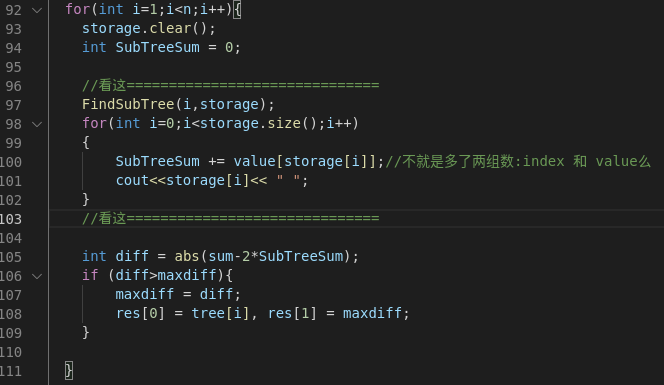 92 for(int i=1;i<n;i++){
93 storage.clear();
94 int SubTreeSum = 0;
95
96 //看这==============================
97 FindSubTree(i,storage);
98 for(int i=0;i<storage.size();i++)
99 {
100 SubTreeSum += value[storage[i]];//不就是多了两组数:index 和 value么
101 cout<<storage[i]<< " ";
102 }
103 //看这==============================
104
105 int diff = abs(sum-2*SubTreeSum);
106 if (diff>maxdiff){
107 maxdiff = diff;
108 res[0] = tree[i], res[1] = maxdiff;
109 }
110
111 }